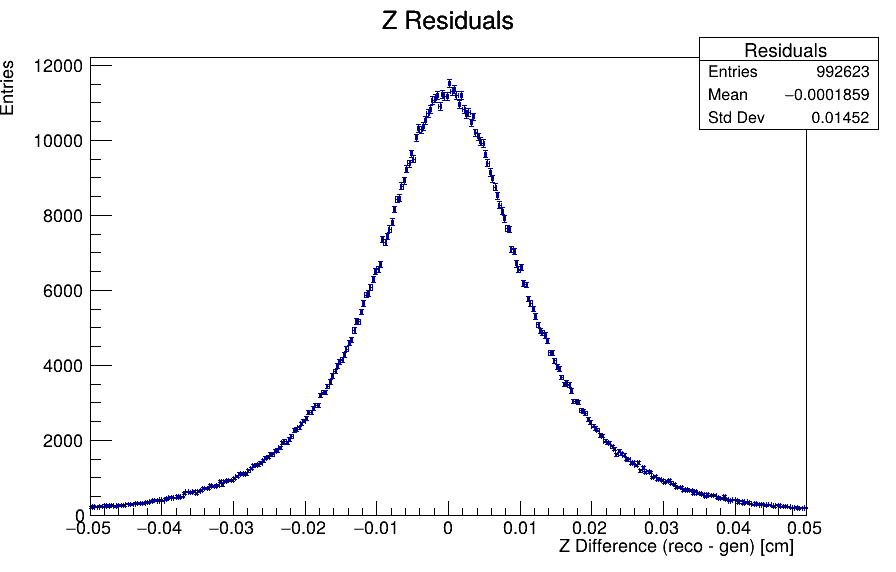 Z Residuals
Residuals
Entries 992623
Mean −0.0001859
Std Dev 0.01452
Entries
12000
10000
8000
6000
4000
2000
0
−0.05 −0.04 −0.03 −0.02 −0.01 0 0.01 0.02 0.03 0.04 0.05
Z Difference (reco - gen) [cm]